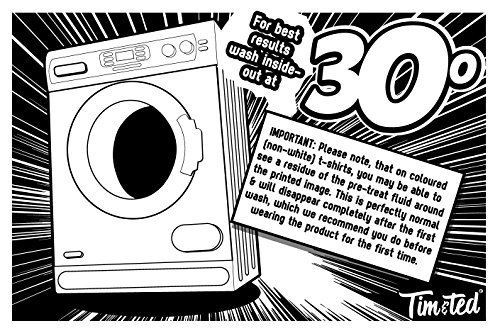 For best
results
wash inside-
out at
30°
IMPORTANT: Please note, that on coloured
(non-white) t-shirts, you may be able to
see a residue of the pre-treat fluid around
the printed image. This is perfectly normal
& will disappear completely after the first
wash, which we recommend you do before
wearing the product for the first time.
Tim&ted®